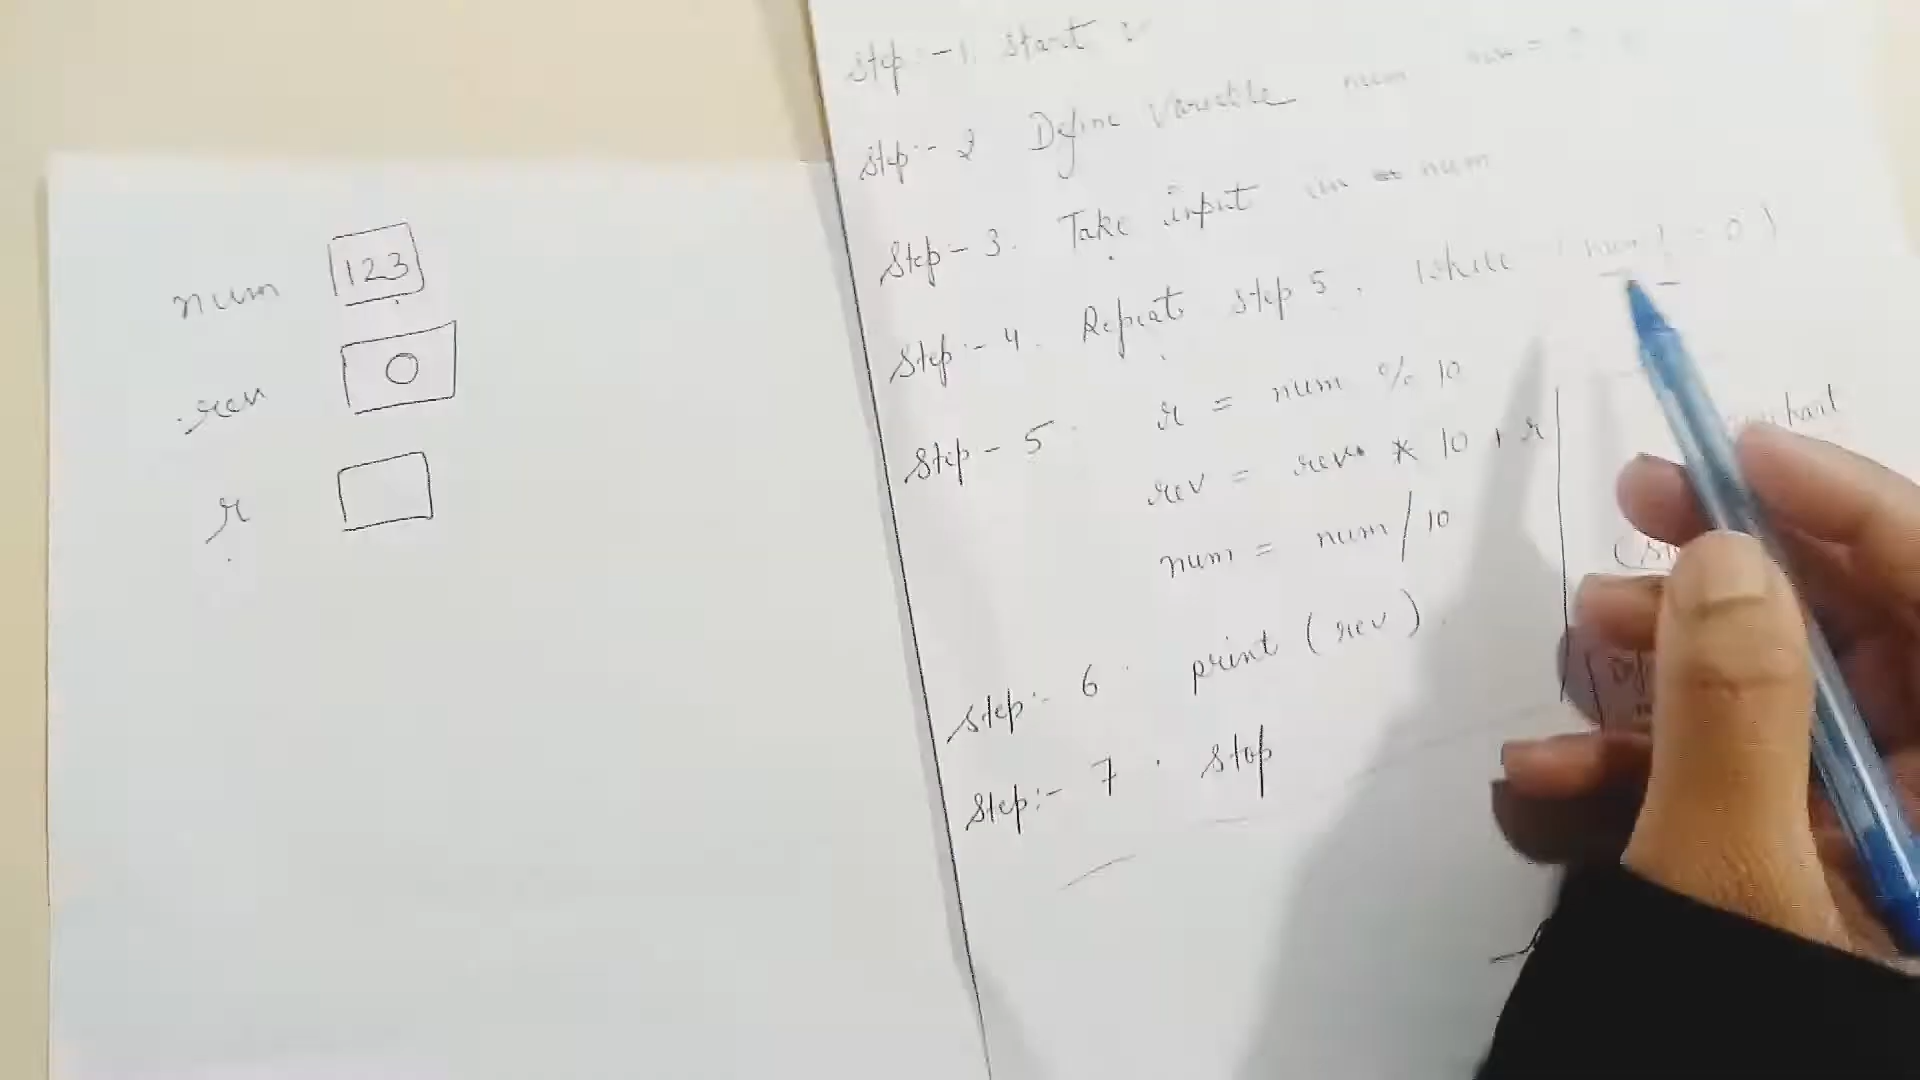 num 123
rev 0
r
Step:-1. Start
Step:- 2 Define Variable num
Step:- 3. Take input in num
Step:- 4. Repeat step 5. While (num != 0)
Step:- 5. r = num % 10
rev = rev * 10 + r
num = num / 10
Step:- 6. print (rev).
Step:- 7. Stop